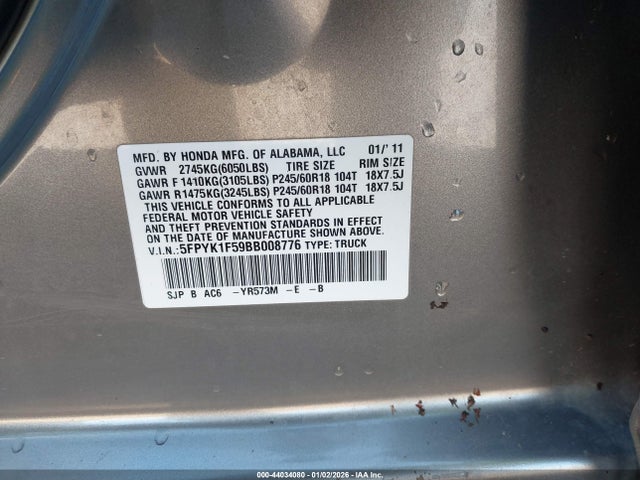 MFD. BY HONDA MFG. OF ALABAMA, LLC 01/'11
GVWR 2745KG(6050LBS) TIRE SIZE RIM SIZE
GAWR F 1410KG(3105LBS) P245/60R18 104T 18X7.5J
GAWR R 1475KG(3245LBS) P245/60R18 104T 18X7.5J
THIS VEHICLE CONFORMS TO ALL APPLICABLE
FEDERAL MOTOR VEHICLE SAFETY
AND THEFT PREVENTION STANDARDS IN EFFECT
ON THE DATE OF MANUFACTURE SHOWN ABOVE.
V.I.N.:5FPYK1F59BB008776 TYPE: TRUCK
SJP B AC6 -YR573M -E -B
000-44034080 - 01/02/2026 - IAA Inc.